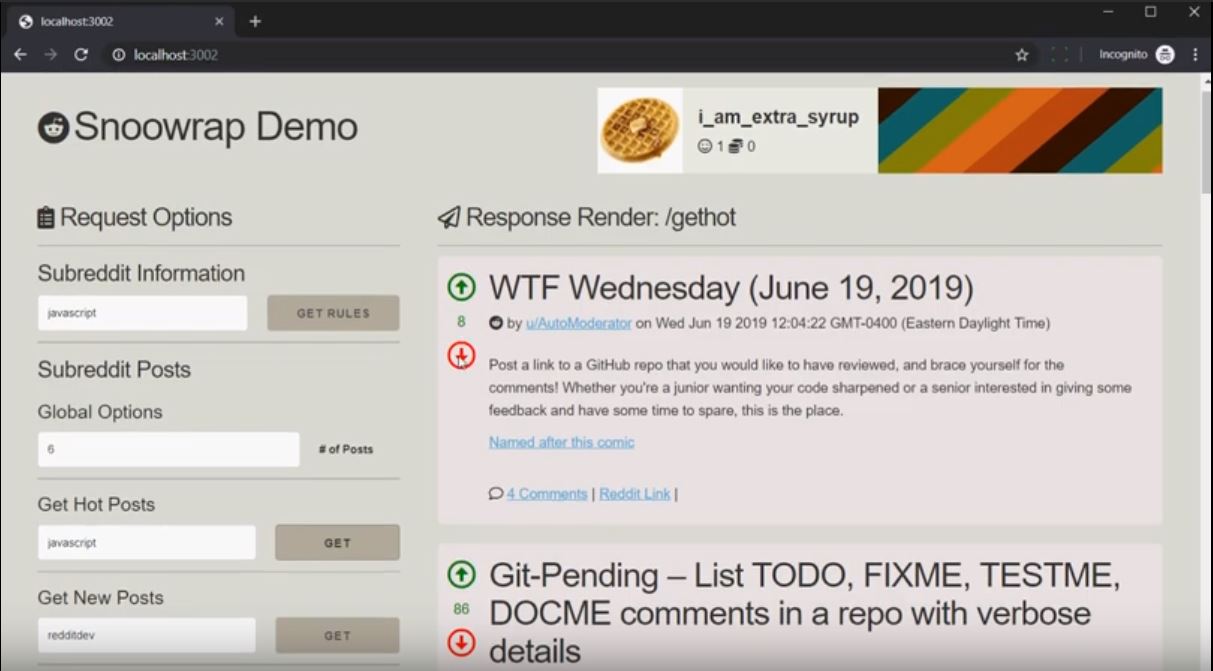 localhost:3002
localhost:3002
Incognito
Snoowrap Demo
i_am_extra_syrup
1 0
Request Options
Subreddit Information
javascript
GET RULES
Subreddit Posts
Global Options
6
# of Posts
Get Hot Posts
javascript
GET
Get New Posts
redditdev
GET
Response Render: /gethot
WTF Wednesday (June 19, 2019)
8
by u/AutoModerator on Wed Jun 19 2019 12:04:22 GMT-0400 (Eastern Daylight Time)
Post a link to a GitHub repo that you would like to have reviewed, and brace yourself for the
comments! Whether you're a junior wanting your code sharpened or a senior interested in giving some
feedback and have some time to spare, this is the place.
Named after this comic
4 Comments | Reddit Link |
Git-Pending – List TODO, FIXME, TESTME,
86
DOCME comments in a repo with verbose
details